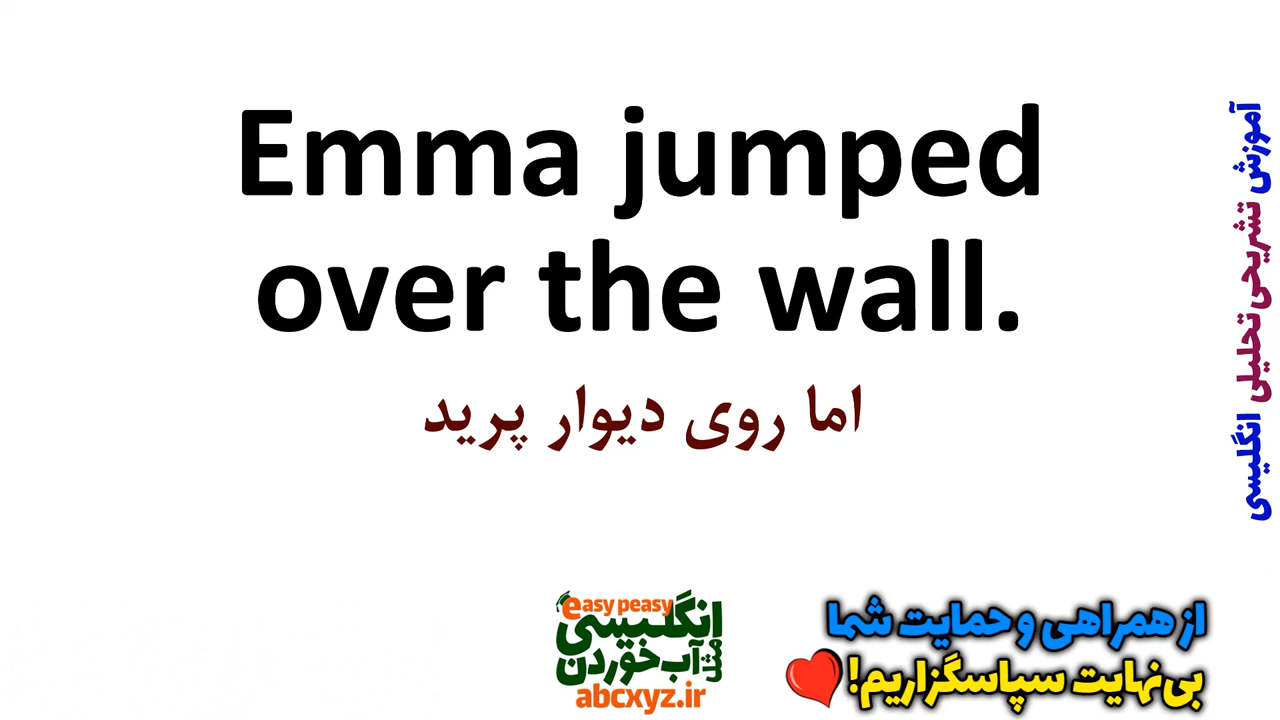 Emma jumped
over the wall.
اما روی دیوار پرید
آموزش تشریحی تحلیلی انگلیسی
easy peasy
انگلیسی
مثل آب خوردن
abcxyz.ir
از همراهی و حمایت شما
بی‌نهایت سپاسگزاریم!